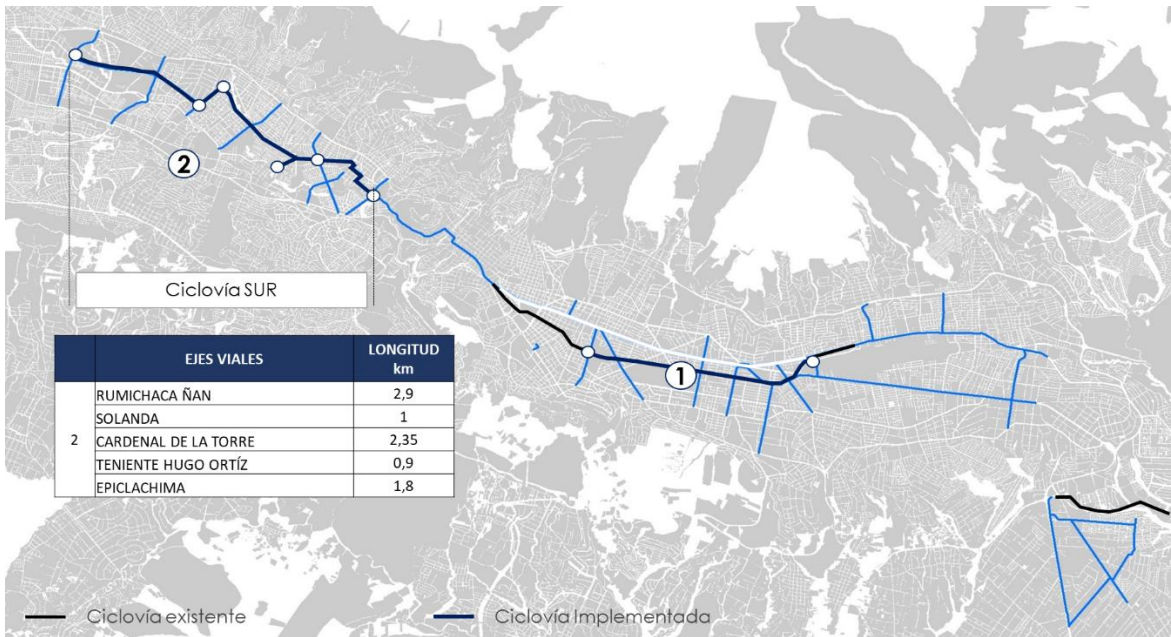 2
1
Ciclovía SUR
EJES VIALES LONGITUD km
2
RUMICHACA ÑAN 2,9
SOLANDA 1
CARDENAL DE LA TORRE 2,35
TENIENTE HUGO ORTÍZ 0,9
EPICLACHIMA 1,8
Ciclovía existente
Ciclovía Implementada